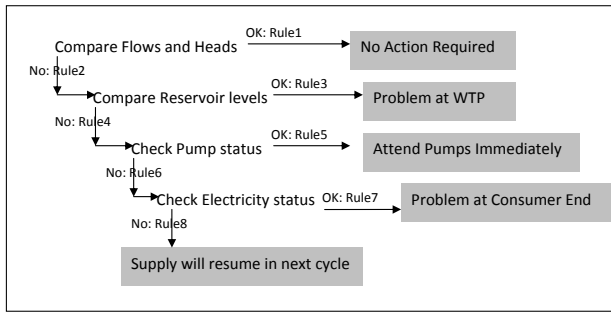 Compare Flows and Heads
OK: Rule1
No Action Required
No: Rule2
Compare Reservoir levels
OK: Rule3
Problem at WTP
No: Rule4
Check Pump status
OK: Rule5
Attend Pumps Immediately
No: Rule6
Check Electricity status
OK: Rule7
Problem at Consumer End
No: Rule8
Supply will resume in next cycle